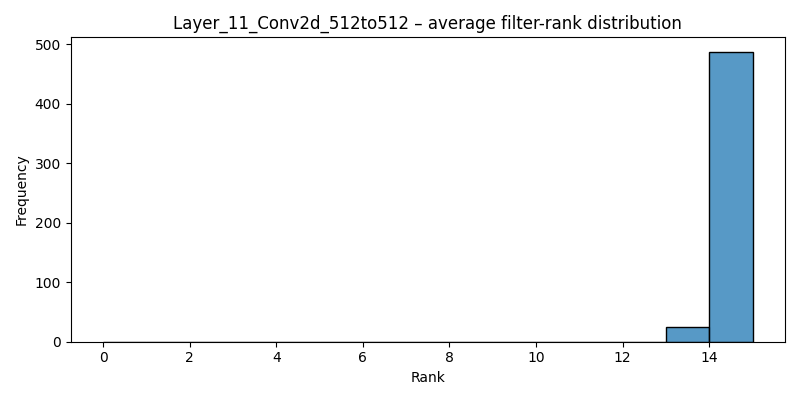 Layer_11_Conv2d_512to512 – average filter-rank distribution
500
400
300
200
100
0
Frequency
0 2 4 6 8 10 12 14
Rank